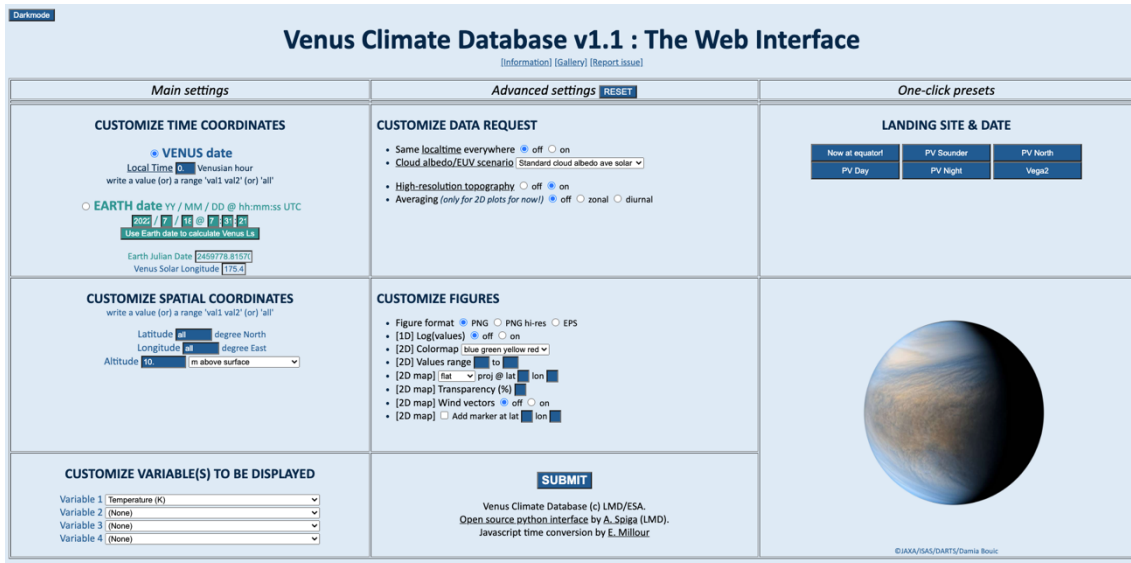 Darkmode
Venus Climate Database v1.1 : The Web Interface
[Information] [Gallery] [Report issue]
Main settings
Advanced settings RESET
One-click presets
CUSTOMIZE TIME COORDINATES
VENUS date
Local Time 0. Venusian hour
write a value (or) a range 'val1 val2' (or) 'all'
EARTH date YY / MM / DD @ hh:mm:ss UTC
2022 / 7 / 18 @ 7 : 31 : 21
Use Earth date to calculate Venus Ls
Earth Julian Date 2459778.81570
Venus Solar Longitude 175.4
CUSTOMIZE DATA REQUEST
• Same localtime everywhere off on
• Cloud albedo/EUV scenario Standard cloud albedo ave solar
• High-resolution topography off on
• Averaging (only for 2D plots for now!) off zonal diurnal
LANDING SITE & DATE
Now at equator! PV Sounder PV North
PV Day PV Night Vega2
CUSTOMIZE SPATIAL COORDINATES
write a value (or) a range 'val1 val2' (or) 'all'
Latitude all degree North
Longitude all degree East
Altitude 10. m above surface
CUSTOMIZE FIGURES
• Figure format PNG PNG hi-res EPS
• [1D] Log(values) off on
• [2D] Colormap blue green yellow red
• [2D] Values range to
• [2D map] flat proj @ lat lon
• [2D map] Transparency (%)
• [2D map] Wind vectors off on
• [2D map] Add marker at lat lon
CUSTOMIZE VARIABLE(S) TO BE DISPLAYED
Variable 1 Temperature (K)
Variable 2 (None)
Variable 3 (None)
Variable 4 (None)
SUBMIT
Venus Climate Database (c) LMD/ESA.
Open source python interface by A. Spiga (LMD).
Javascript time conversion by E. Millour
©JAXA/ISAS/DARTS/Damia Bouic